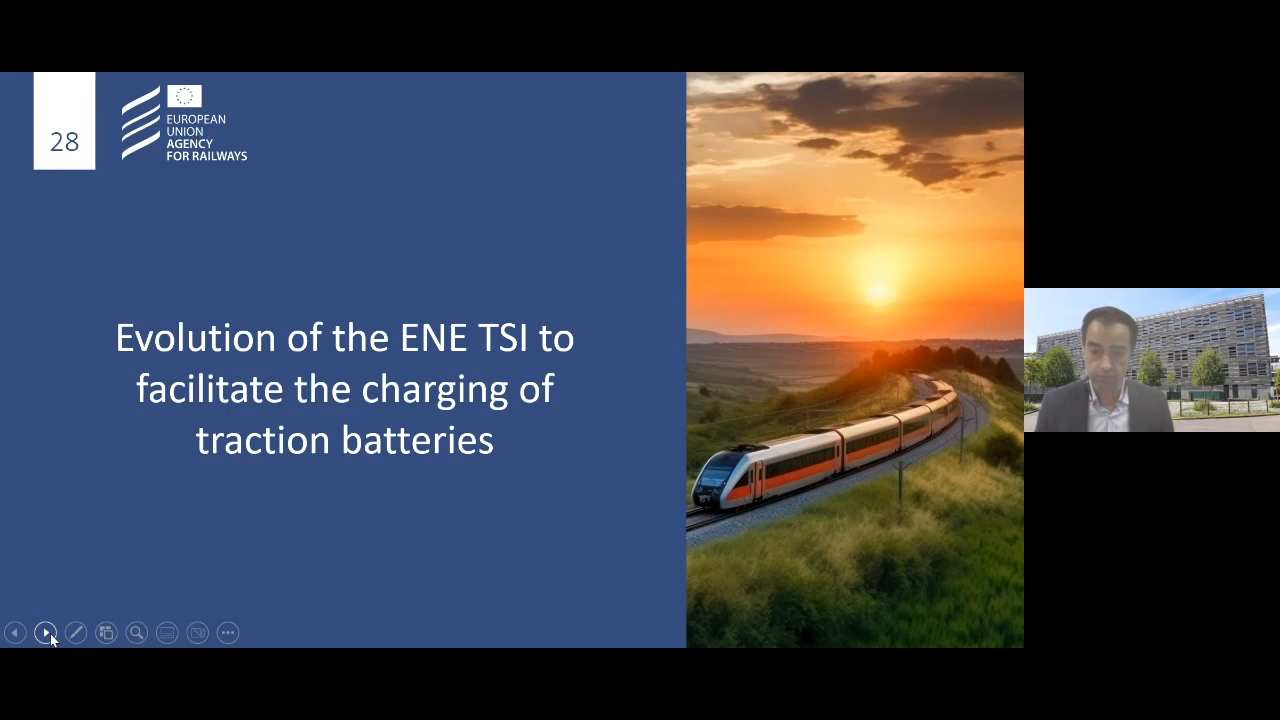 28
EUROPEAN
UNION
AGENCY
FOR RAILWAYS
Evolution of the ENE TSI to
facilitate the charging of
traction batteries